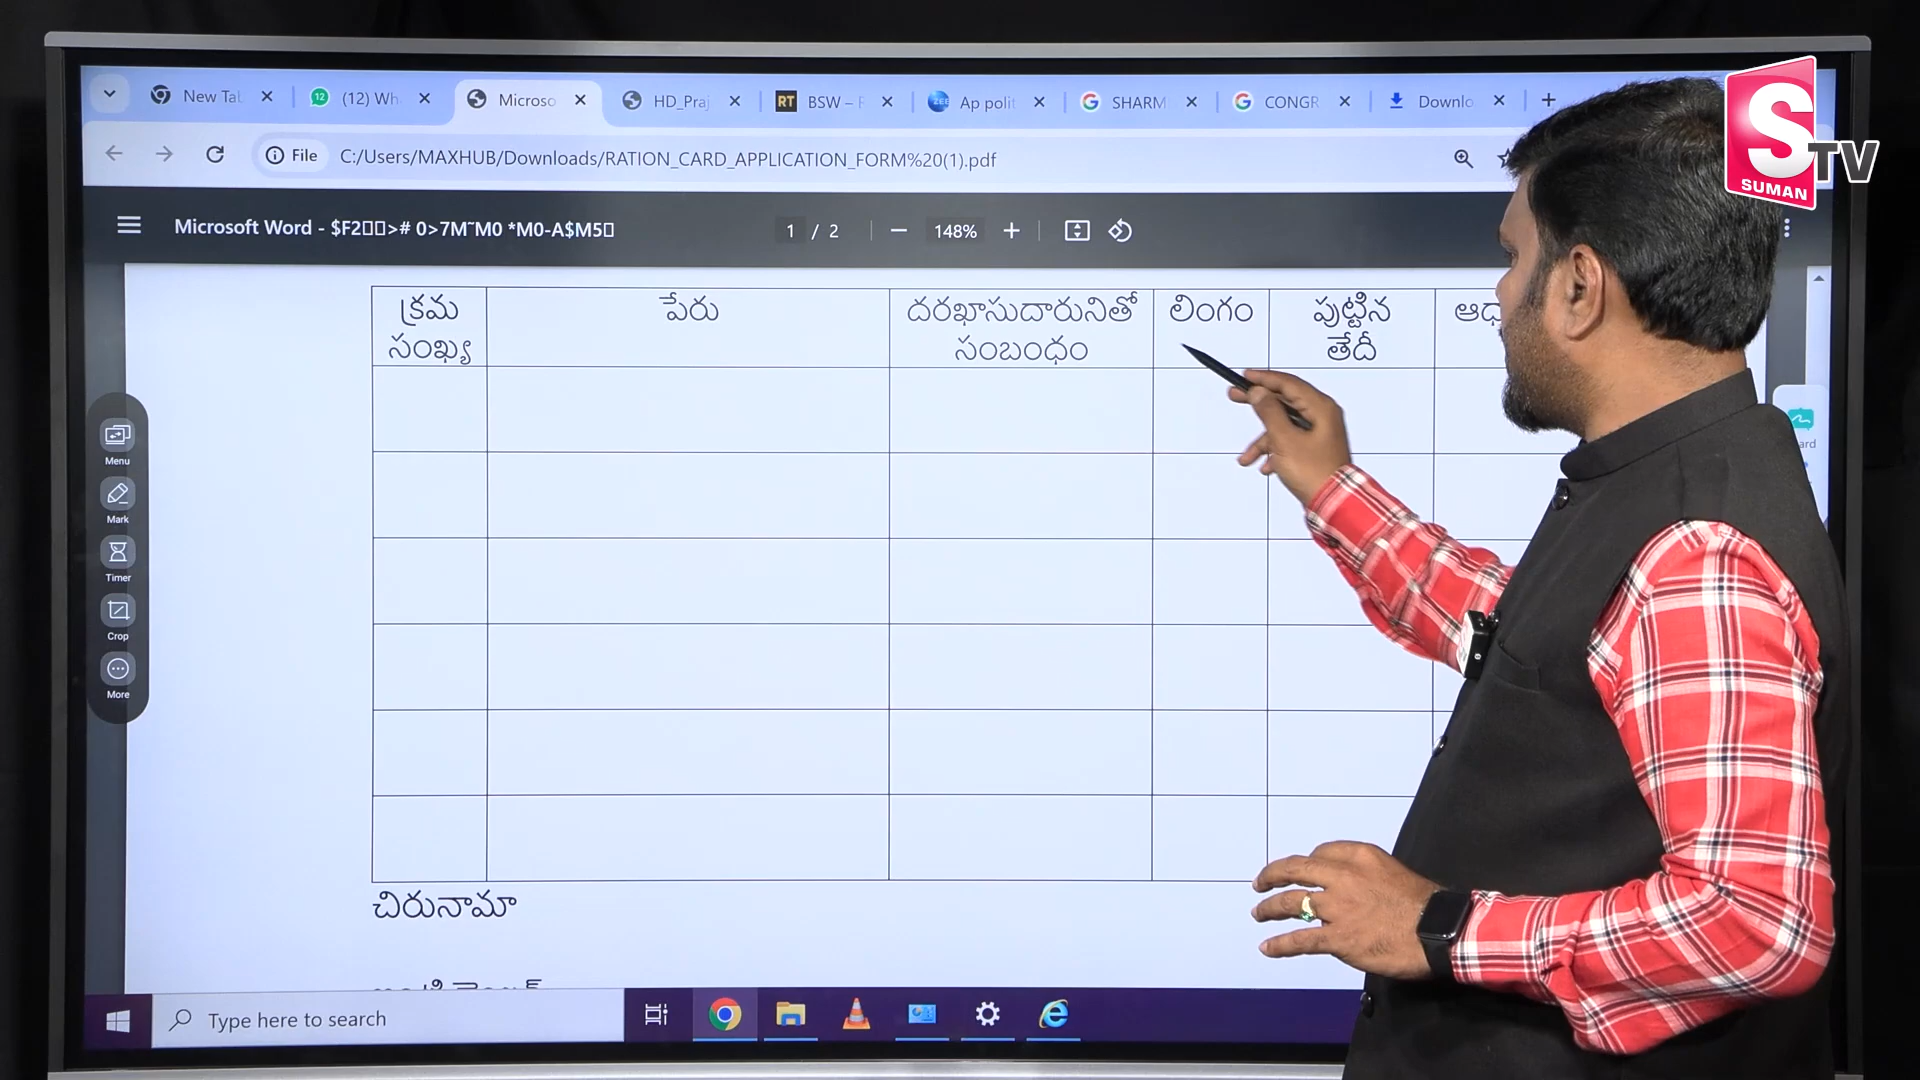 New Tab
(12) Wh
Microso
HD_Praj
RT
BSW – F
Ap polit
SHARM
CONGR
Downlo
File
C:/Users/MAXHUB/Downloads/RATION_CARD_APPLICATION_FORM%20(1).pdf
S TV
SUMAN
Microsoft Word - $F2▯▯># 0>7M˜M0 *M0-A$M5▯
1 / 2
148%
క్రమ సంఖ్య
పేరు
దరఖాసుదారునితో సంబంధం
లింగం
పుట్టిన తేదీ
Menu
Mark
Timer
Crop
More
చిరునామా
Type here to search